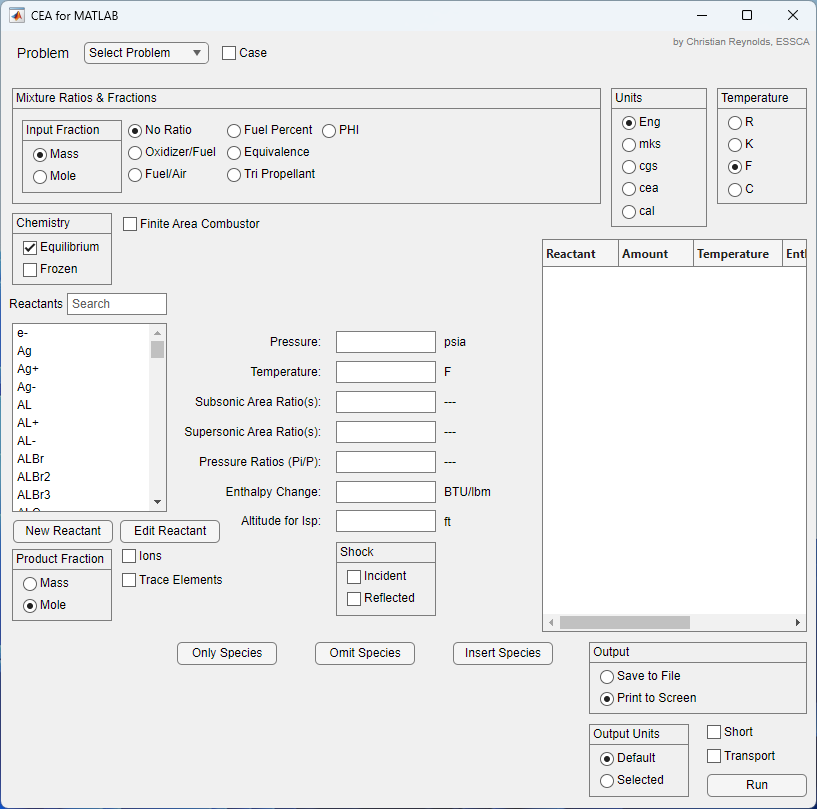 CEA for MATLAB
by Christian Reynolds, ESSCA
Problem Select Problem Case
Mixture Ratios & Fractions
Input Fraction
Mass
Mole
No Ratio Fuel Percent PHI
Oxidizer/Fuel Equivalence
Fuel/Air Tri Propellant
Units
Eng
mks
cgs
cea
cal
Temperature
R
K
F
C
Chemistry
Equilibrium
Frozen
Finite Area Combustor
Reactants Search
e-
Ag
Ag+
Ag-
AL
AL+
AL-
ALBr
ALBr2
ALBr3
New Reactant Edit Reactant
Pressure: psia
Temperature: F
Subsonic Area Ratio(s): ---
Supersonic Area Ratio(s): ---
Pressure Ratios (Pi/P): ---
Enthalpy Change: BTU/lbm
Altitude for Isp: ft
Reactant Amount Temperature
Product Fraction
Mass
Mole
Ions
Trace Elements
Shock
Incident
Reflected
Only Species Omit Species Insert Species
Output
Save to File
Print to Screen
Output Units
Default
Selected
Short
Transport
Run